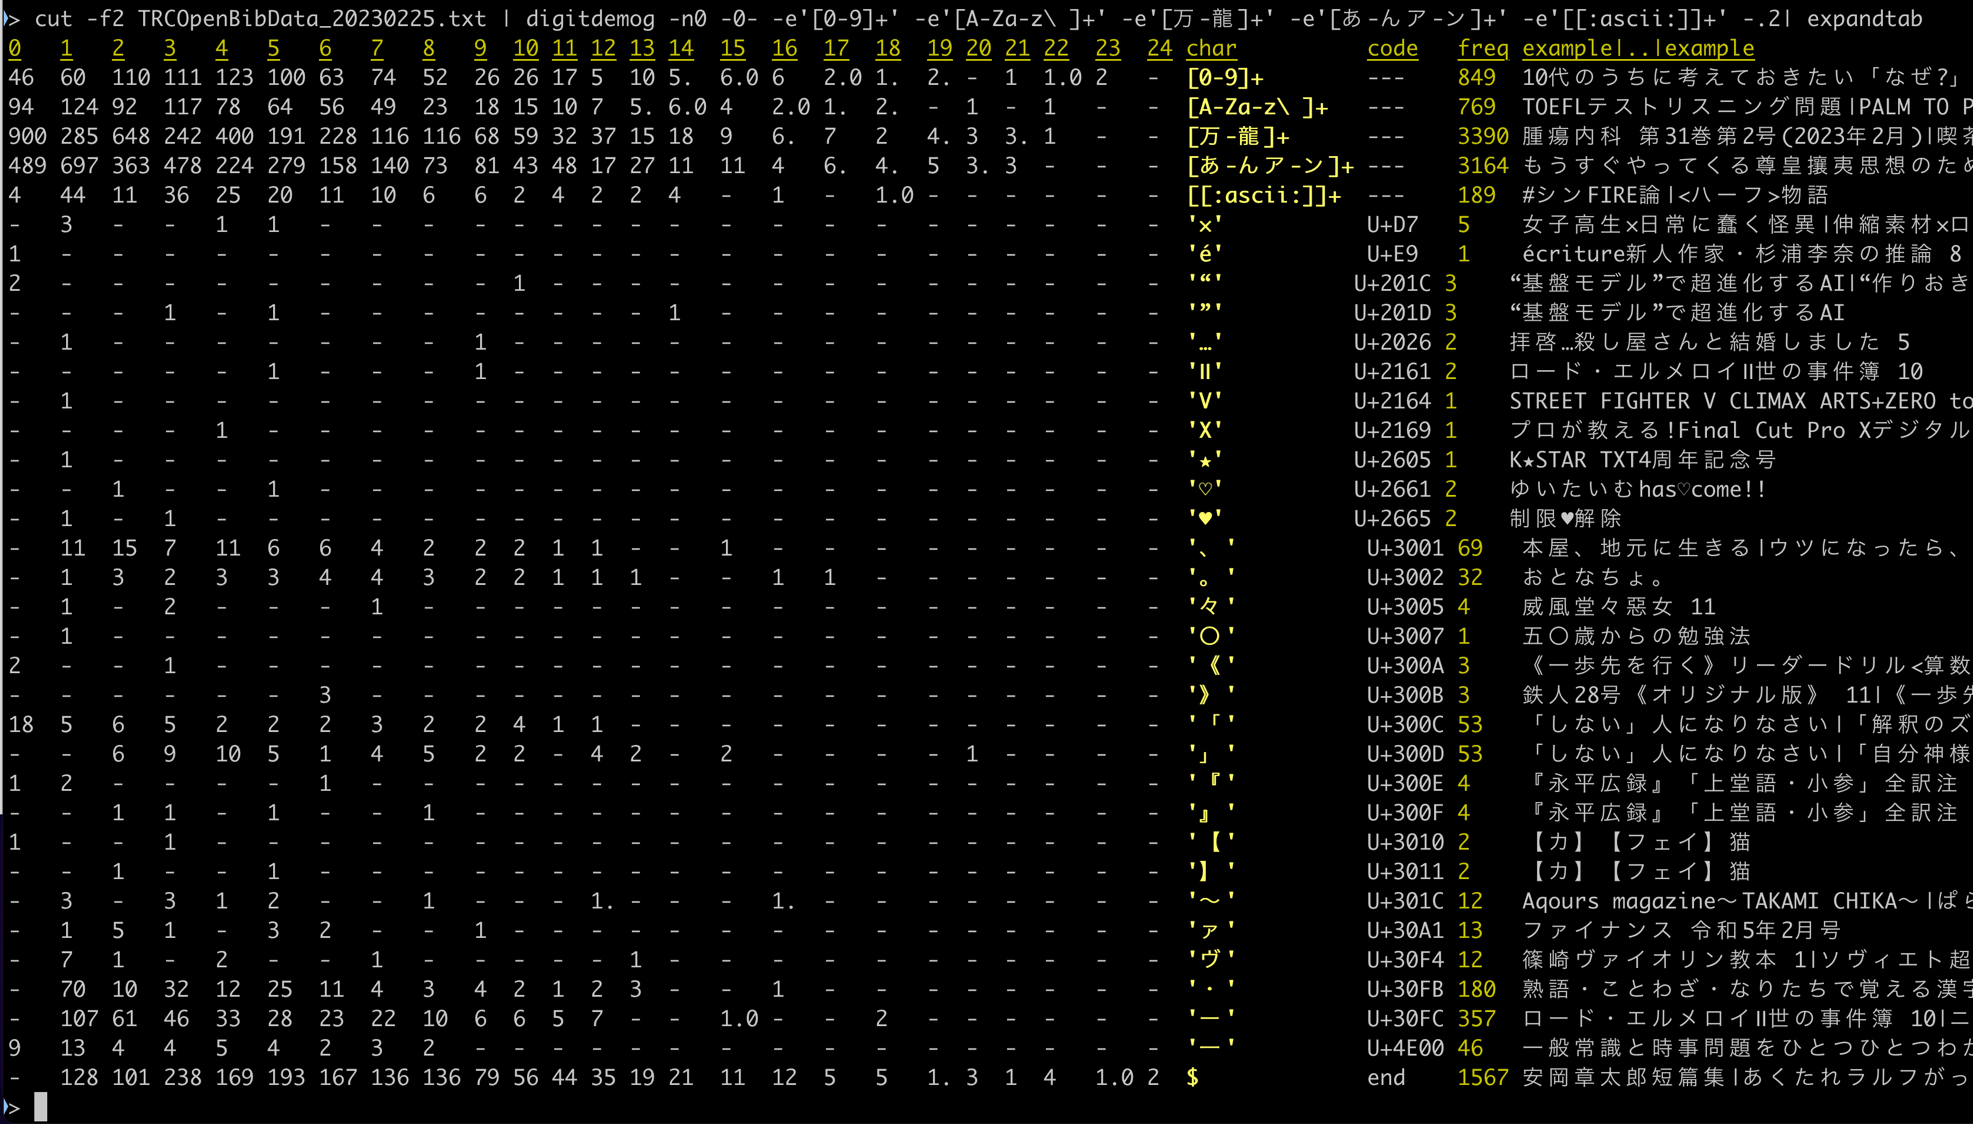 > cut -f2 TRCOpenBibData_20230225.txt | digitdemog -n0 -0- -e'[0-9]+' -e'[A-Za-z\ ]+' -e'[万-龍]+' -e'[あ-んア-ン]+' -e'[[:ascii:]]+' -.2| expandtab
0 1 2 3 4 5 6 7 8 9 10 11 12 13 14 15 16 17 18 19 20 21 22 23 24 char code freq example|..|example
46 60 110 111 123 100 63 74 52 26 26 17 5 10 5. 6.0 6 2.0 1. 2. - 1 1.0 2 - [0-9]+ --- 849 10代のうちに考えておきたい「なぜ?」
94 124 92 117 78 64 56 49 23 18 15 10 7 5. 6.0 4 2.0 1. 2. - 1 - 1 - - [A-Za-z\ ]+ --- 769 TOEFLテストリスニング問題|PALM TO P
900 285 648 242 400 191 228 116 116 68 59 32 37 15 18 9 6. 7 2 4. 3 3. 1 - - [万-龍]+ --- 3390 腫瘍内科 第31巻第2号(2023年2月)|喫茶
489 697 363 478 224 279 158 140 73 81 43 48 17 27 11 11 4 6. 4. 5 3. 3 - - - [あ-んア-ン]+ --- 3164 もうすぐやってくる尊皇攘夷思想のため
4 44 11 36 25 20 11 10 6 6 2 4 2 2 4 - 1 - 1.0 - - - - - - [[:ascii:]]+ --- 189 #シンFIRE論|<ハーフ>物語
- 3 - - 1 1 - - - - - - - - - - - - - - - - - - - '×' U+D7 5 女子高生×日常に蠢く怪異|伸縮素材×ロ
1 - - - - - - - - - - - - - - - - - - - - - - - - 'é' U+E9 1 écriture新人作家・杉浦李奈の推論 8
2 - - - - - - - - - 1 - - - - - - - - - - - - - - '“' U+201C 3 “基盤モデル”で超進化するAI|“作りおき
- - - 1 - 1 - - - - - - - - 1 - - - - - - - - - - '”' U+201D 3 “基盤モデル”で超進化するAI
- 1 - - - - - - - 1 - - - - - - - - - - - - - - - '…' U+2026 2 拝啓…殺し屋さんと結婚しました 5
- - - - - 1 - - - 1 - - - - - - - - - - - - - - - 'Ⅱ' U+2161 2 ロード・エルメロイⅡ世の事件簿 10
- 1 - - - - - - - - - - - - - - - - - - - - - - - 'Ⅴ' U+2164 1 STREET FIGHTER Ⅴ CLIMAX ARTS+ZERO to
- - - - 1 - - - - - - - - - - - - - - - - - - - - 'Ⅹ' U+2169 1 プロが教える!Final Cut Pro Ⅹデジタル
- 1 - - - - - - - - - - - - - - - - - - - - - - - '★' U+2605 1 K★STAR TXT4周年記念号
- - 1 - - 1 - - - - - - - - - - - - - - - - - - - '♡' U+2661 2 ゆいたいむhas♡come!!
- 1 - 1 - - - - - - - - - - - - - - - - - - - - - '♥' U+2665 2 制限♥解除
- 11 15 7 11 6 6 4 2 2 2 1 1 - - 1 - - - - - - - - - '、' U+3001 69 本屋、地元に生きる|ウツになったら、
- 1 3 2 3 3 4 4 3 2 2 1 1 1 - - 1 1 - - - - - - - '。' U+3002 32 おとなちょ。
- 1 - 2 - - - 1 - - - - - - - - - - - - - - - - - '々' U+3005 4 威風堂々惡女 11
- 1 - - - - - - - - - - - - - - - - - - - - - - - '〇' U+3007 1 五〇歳からの勉強法
2 - - 1 - - - - - - - - - - - - - - - - - - - - - '《' U+300A 3 《一歩先を行く》リーダードリル<算数
- - - - - - 3 - - - - - - - - - - - - - - - - - - '》' U+300B 3 鉄人28号《オリジナル版》 11|《一歩先
18 5 6 5 2 2 2 3 2 2 4 1 1 - - - - - - - - - - - - '「' U+300C 53 「しない」人になりなさい|「解釈のズ
- - 6 9 10 5 1 4 5 2 2 - 4 2 - 2 - - - - 1 - - - - '」' U+300D 53 「しない」人になりなさい|「自分神様
1 2 - - - - 1 - - - - - - - - - - - - - - - - - - '『' U+300E 4 『永平広録』「上堂語・小参」全訳注
- - 1 1 - 1 - - 1 - - - - - - - - - - - - - - - - '』' U+300F 4 『永平広録』「上堂語・小参」全訳注
1 - - 1 - - - - - - - - - - - - - - - - - - - - - '【' U+3010 2 【カ】【フェイ】猫
- - 1 - - 1 - - - - - - - - - - - - - - - - - - - '】' U+3011 2 【カ】【フェイ】猫
- 3 - 3 1 2 - - 1 - - - 1. - - - 1. - - - - - - - - '〜' U+301C 12 Aqours magazine〜TAKAMI CHIKA〜|ぱら
- 1 5 1 - 3 2 - - 1 - - - - - - - - - - - - - - - 'ァ' U+30A1 13 ファイナンス 令和5年2月号
- 7 1 - 2 - - 1 - - - - - 1 - - - - - - - - - - - 'ヴ' U+30F4 12 篠崎ヴァイオリン教本 1|ソヴィエト超
- 70 10 32 12 25 11 4 3 4 2 1 2 3 - - 1 - - - - - - - - '・' U+30FB 180 熟語・ことわざ・なりたちで覚える漢字
- 107 61 46 33 28 23 22 10 6 6 5 7 - - 1.0 - - 2 - - - - - - 'ー' U+30FC 357 ロード・エルメロイⅡ世の事件簿 10|ニ
9 13 4 4 5 4 2 3 2 - - - - - - - - - - - - - - - - '一' U+4E00 46 一般常識と時事問題をひとつひとつわか
- 128 101 238 169 193 167 136 136 79 56 44 35 19 21 11 12 5 5 1. 3 1 4 1.0 2 $ end 1567 安岡章太郎短篇集|あくたれラルフがっ
>